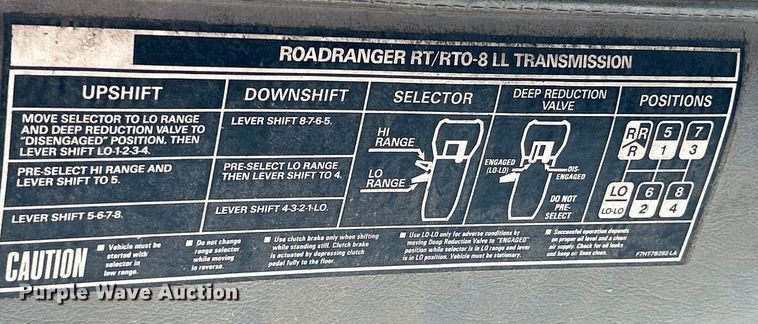 ROADRANGER RT/RTO-8 LL TRANSMISSION
UPSHIFT
MOVE SELECTOR TO LO RANGE
AND DEEP REDUCTION VALVE TO
"DISENGAGED" POSITION, THEN
LEVER SHIFT LO-1-2-3-4.
PRE-SELECT HI RANGE AND
LEVER SHIFT TO 5.
LEVER SHIFT 5-6-7-8.
DOWNSHIFT
LEVER SHIFT 8-7-6-5.
PRE-SELECT LO RANGE
THEN LEVER SHIFT TO 4.
LEVER SHIFT 4-3-2-1-LO.
SELECTOR
HI
RANGE
LO
RANGE
DEEP REDUCTION
VALVE
ENGAGED
(LO-LO)
DIS-
ENGAGED
DO NOT
PRE-
SELECT
POSITIONS
R R 5 7
R 1 3
LO 6 8
LO-LO 2 4
CAUTION
■ Vehicle must be
started with
selector in
low range.
■ Do not change
range selector
while moving
in reverse.
■ Use clutch brake only when shifting
while standing still. Clutch brake
is actuated by depressing clutch
pedal fully to the floor.
■ Use LO-LO only for adverse conditions by
moving Deep Reduction Valve to "ENGAGED"
position while selector is in LO range and lever
is in LO position. Vehicle must be stationary.
■ Successful operation depends
on proper oil level and a clean
air supply. Check for oil leaks
and keep air lines clean.
F7HT-7B292-LA
Purple Wave Auction
Purple Wave Auction